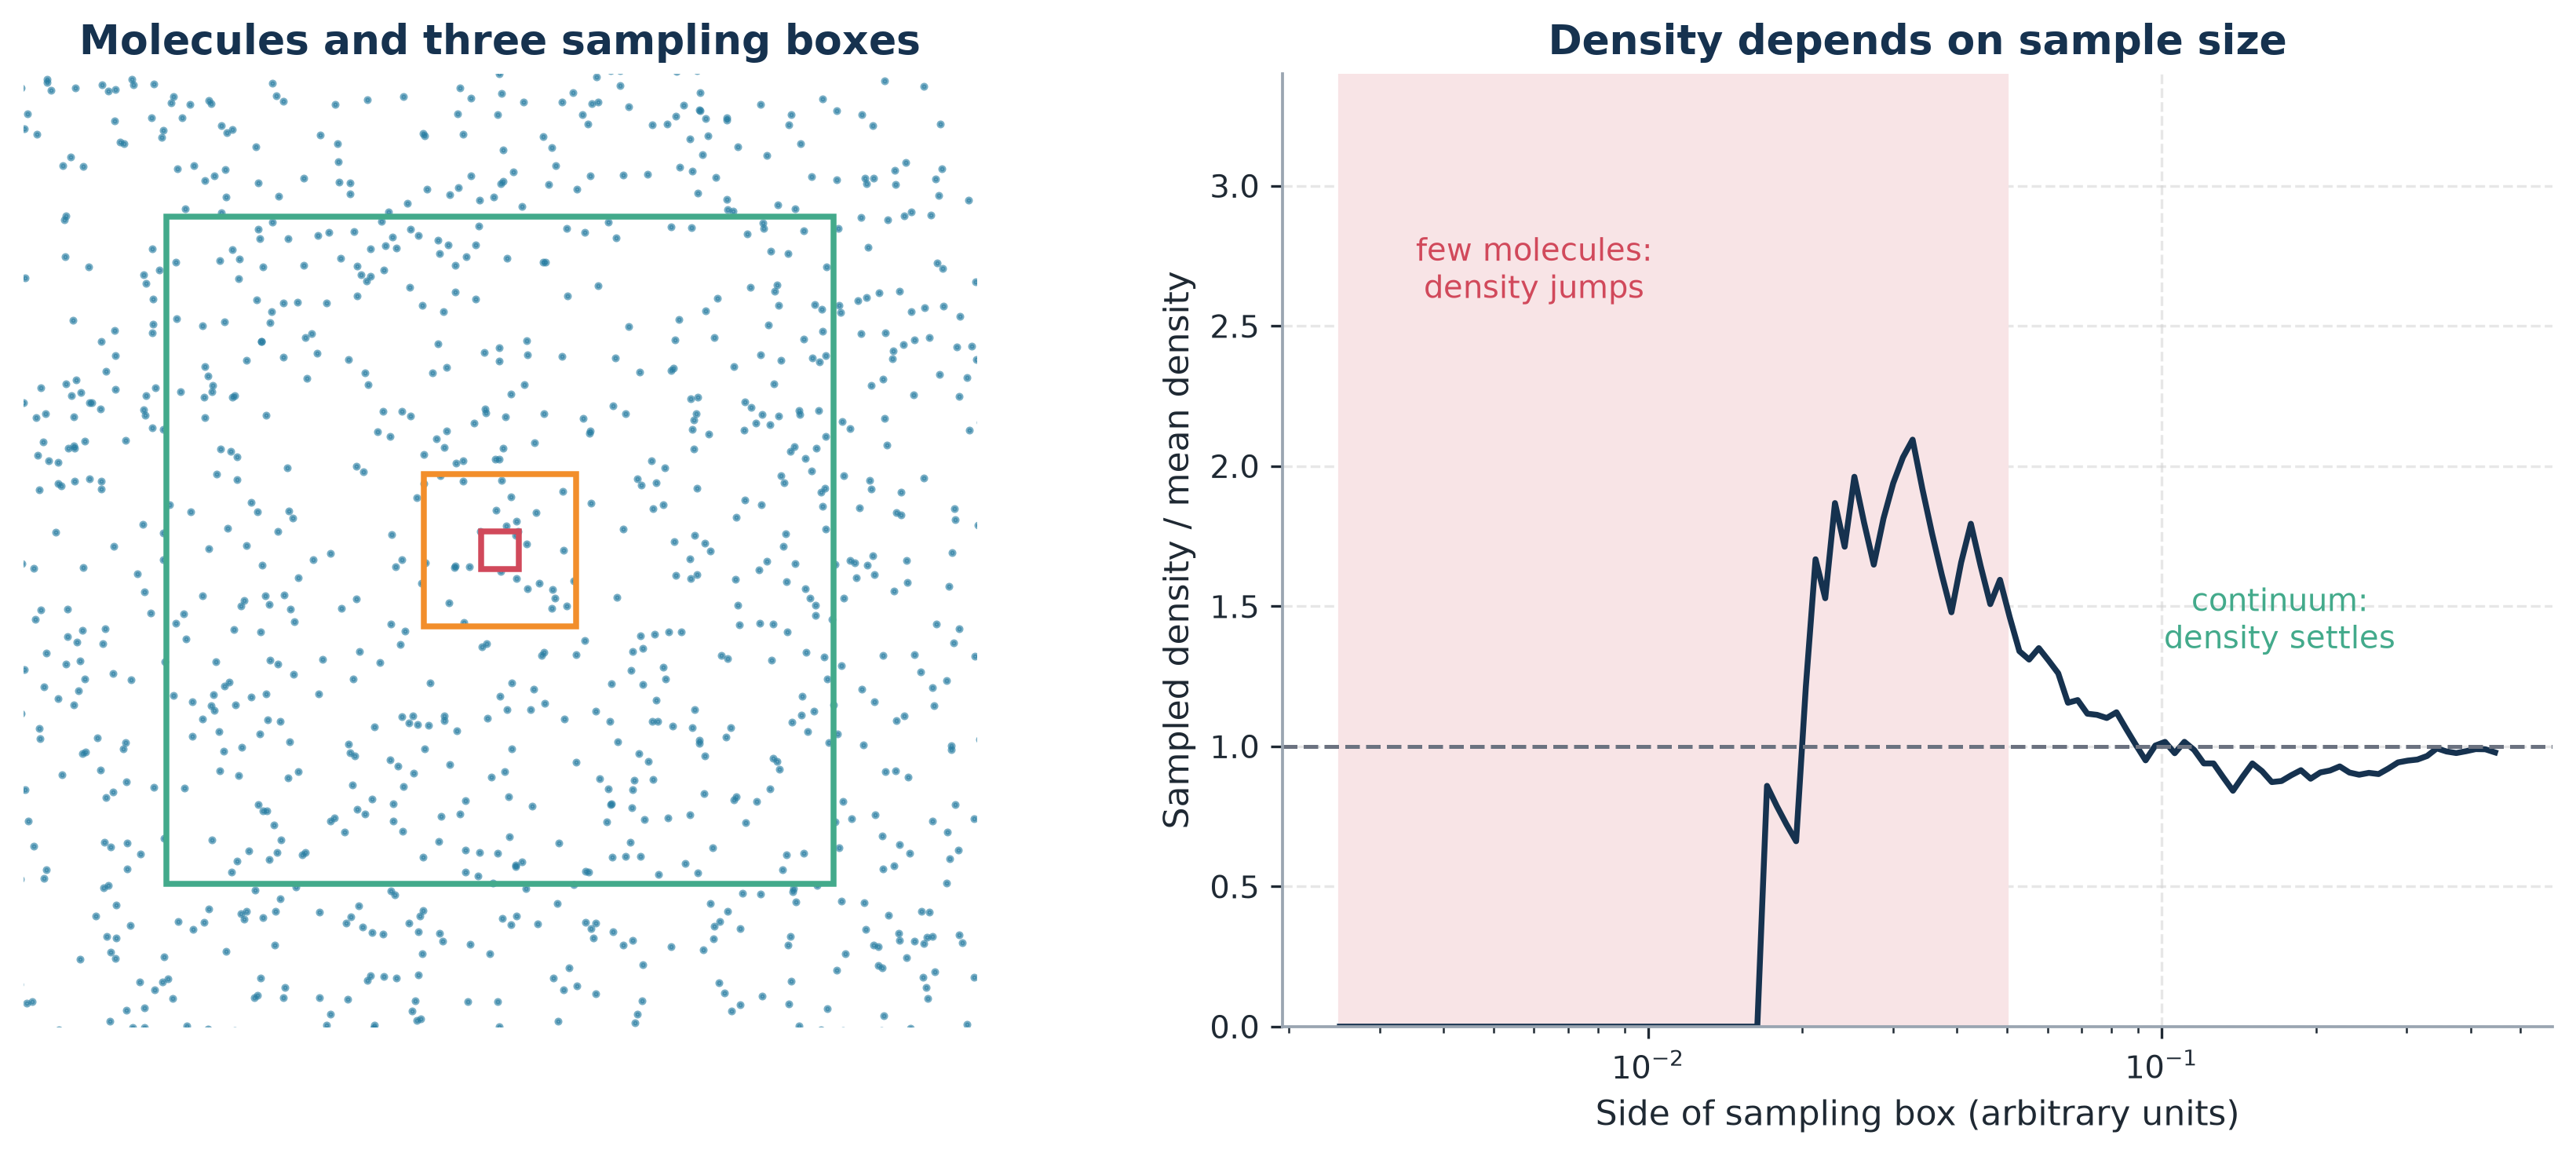 Molecules and three sampling boxes
Density depends on sample size
Sampled density / mean density
3.0
2.5
2.0
1.5
1.0
0.5
0.0
few molecules:
density jumps
continuum:
density settles
10⁻²
10⁻¹
Side of sampling box (arbitrary units)